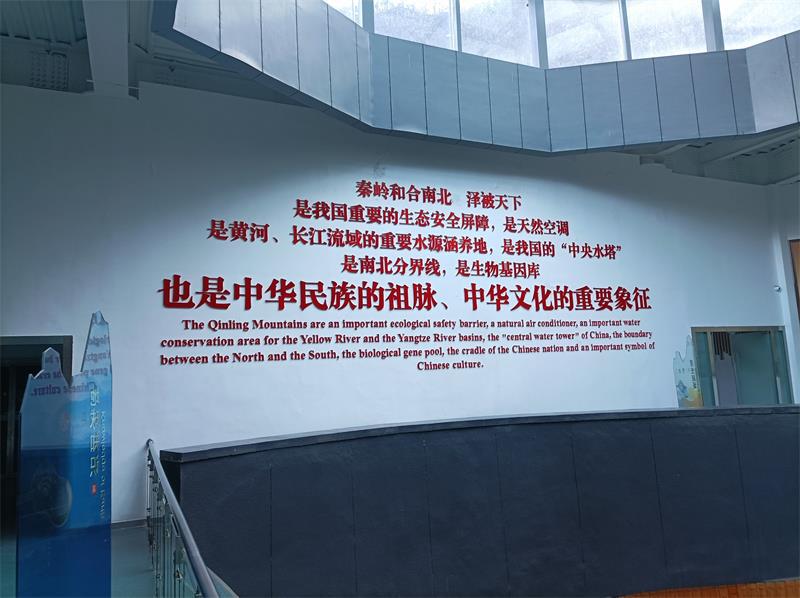 秦岭和合南北　泽被天下
是我国重要的生态安全屏障，是天然空调
是黄河、长江流域的重要水源涵养地，是我国的“中央水塔”
是南北分界线，是生物基因库
也是中华民族的祖脉、中华文化的重要象征
The Qinling Mountains are an important ecological safety barrier, a natural air conditioner, an important water
conservation area for the Yellow River and the Yangtze River basins, the "central water tower" of China, the boundary
between the North and the South, the biological gene pool, the cradle of the Chinese nation and an important symbol of
Chinese culture.
地球知识